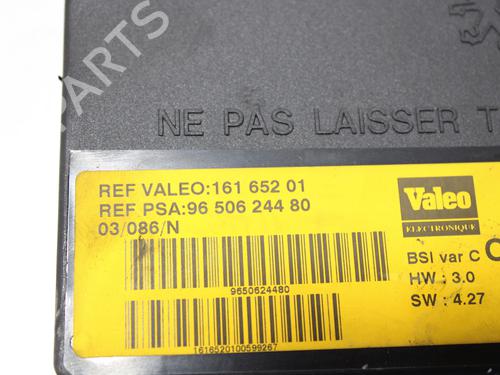 NE PAS LAISSER T
REF VALEO:161 652 01
REF PSA:96 506 244 80
03/086/N
9650624480
1616520100599267
Valeo
ELECTRONIQUE
BSI var C
HW : 3.0
SW : 4.27
B-Parts